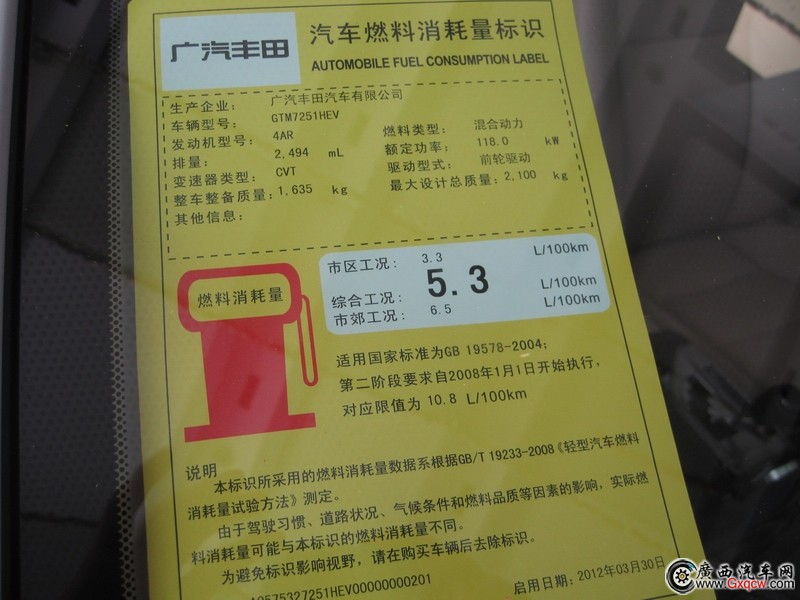 广汽丰田
汽车燃料消耗量标识
AUTOMOBILE FUEL CONSUMPTION LABEL
生产企业: 广汽丰田汽车有限公司
车辆型号: GTM7251HEV
发动机型号: 4AR 燃料类型: 混合动力
排量: 2,494 mL 额定功率: 118.0 kW
变速器类型: CVT 驱动型式: 前轮驱动
整车整备质量: 1,635 kg 最大设计总质量: 2,100 kg
其他信息:
燃料消耗量
市区工况: 3.3 L/100km
综合工况: 5.3 L/100km
市郊工况: 6.5 L/100km
适用国家标准为GB 19578-2004;
第二阶段要求自2008年1月1日开始执行,
对应限值为 10.8 L/100km
说明
本标识所采用的燃料消耗量数据系根据GB/T 19233-2008《轻型汽车燃料
消耗量试验方法》测定。
由于驾驶习惯、道路状况、气候条件和燃料品质等因素的影响,实际燃
料消耗量可能与本标识的燃料消耗量不同。
为避免标识影响视野,请在购买车辆后去除标识。
启用日期: 2012年03月30日
廣西汽车网
www.Gxqcw.com